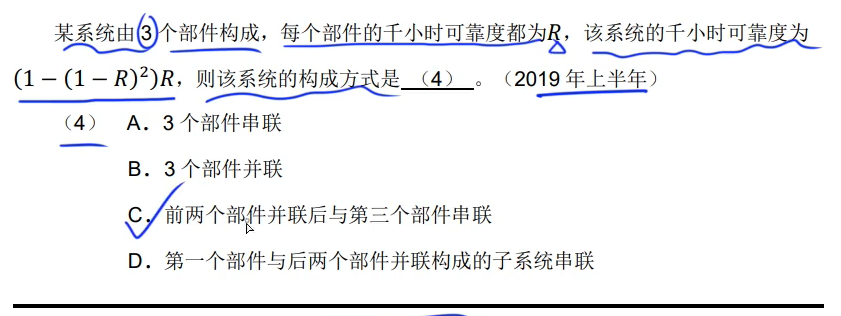 某系统由3个部件构成，每个部件的千小时可靠度都为R，该系统的千小时可靠度为
(1 − (1 − R)²)R，则该系统的构成方式是（4）。（2019年上半年）
（4） A．3个部件串联
B．3个部件并联
C．前两个部件并联后与第三个部件串联
D．第一个部件与后两个部件并联构成的子系统串联